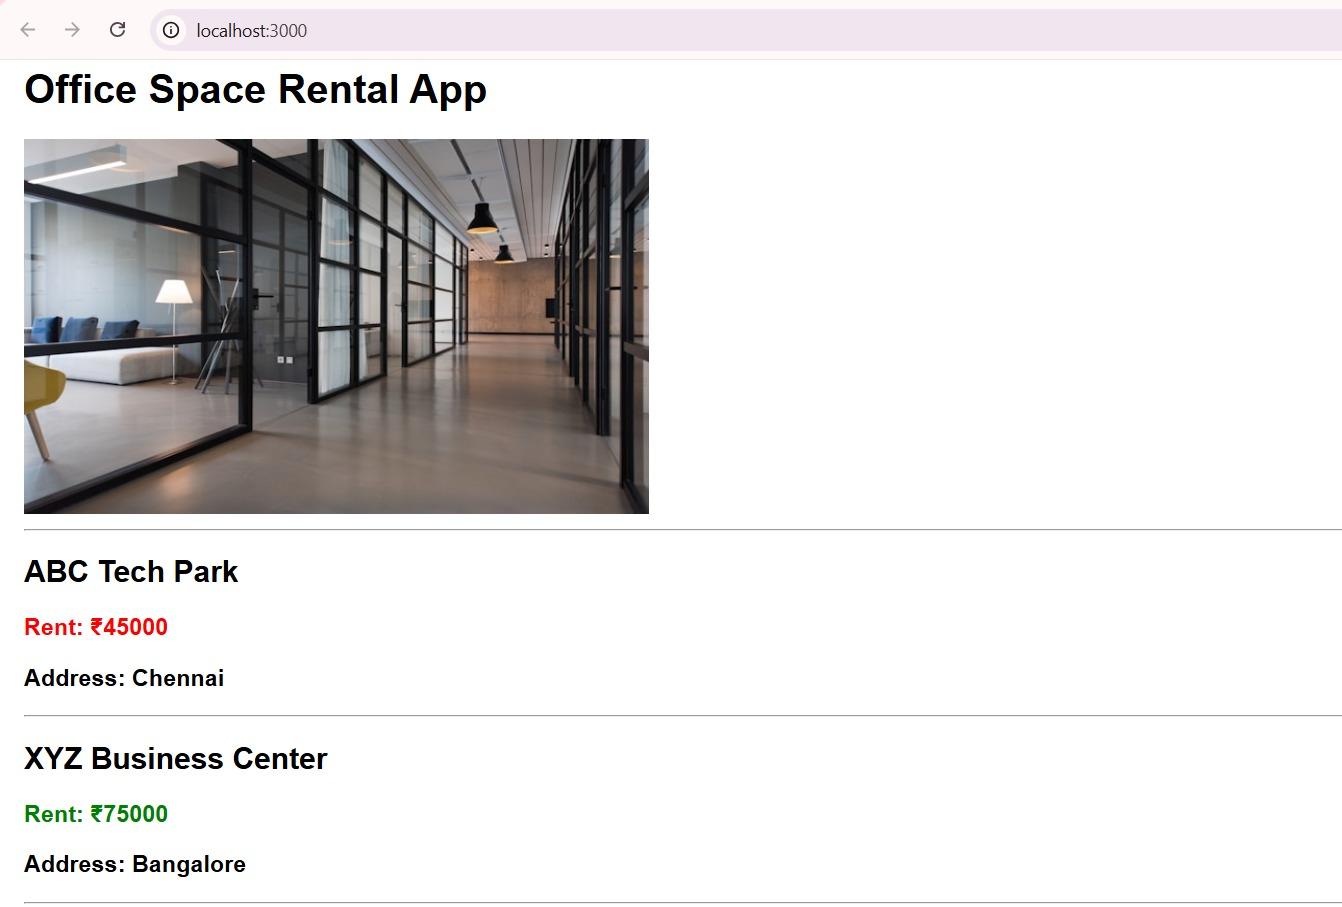 localhost:3000
Office Space Rental App
ABC Tech Park
Rent: ₹45000
Address: Chennai
XYZ Business Center
Rent: ₹75000
Address: Bangalore